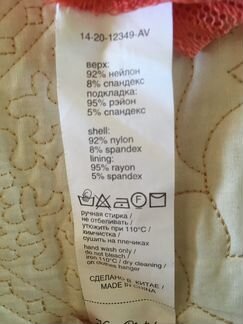 14-20-12349-AV
верх:
92% нейлон
8% спандекс
подкладка:
95% рэйон
5% спандекс
shell:
92% nylon
8% spandex
lining:
95% rayon
5% spandex
ручная стирка /
не отбеливать /
утюжить при 110°C /
химчистка /
сушить на плечиках
hand wash only /
do not bleach /
iron 110°C / dry cleaning /
on clothes hanger
СДЕЛАНО В КИТАЕ /
MADE IN CHINA